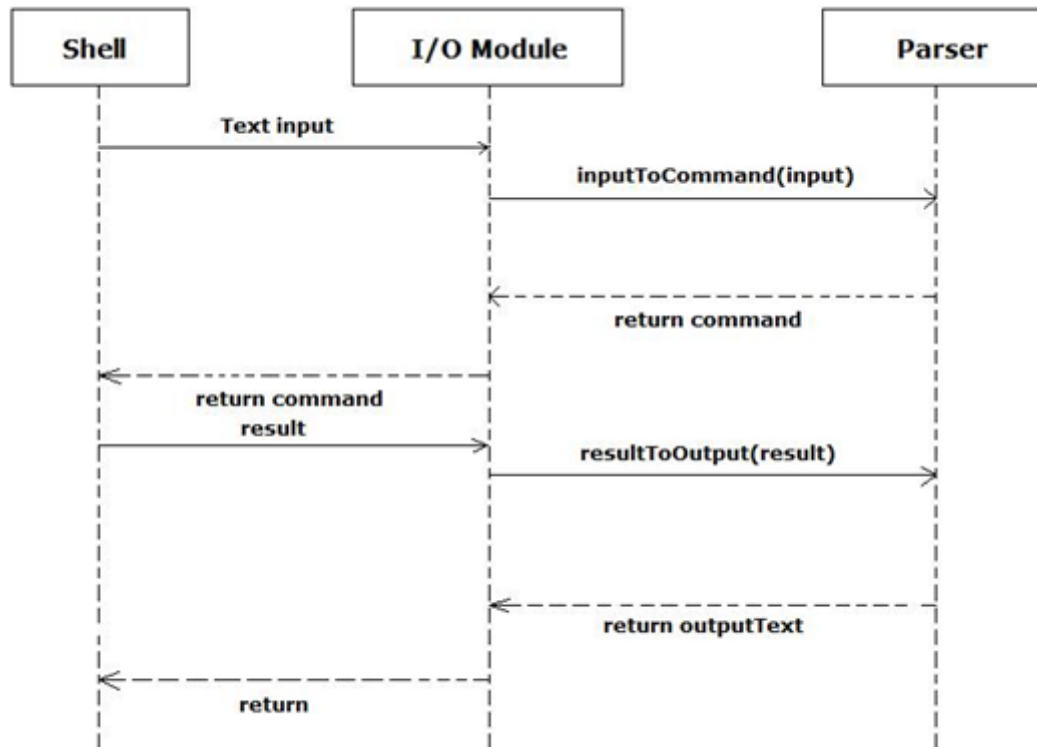 Shell
I/O Module
Parser
Text input
inputToCommand(input)
return command
return command
result
resultToOutput(result)
return outputText
return